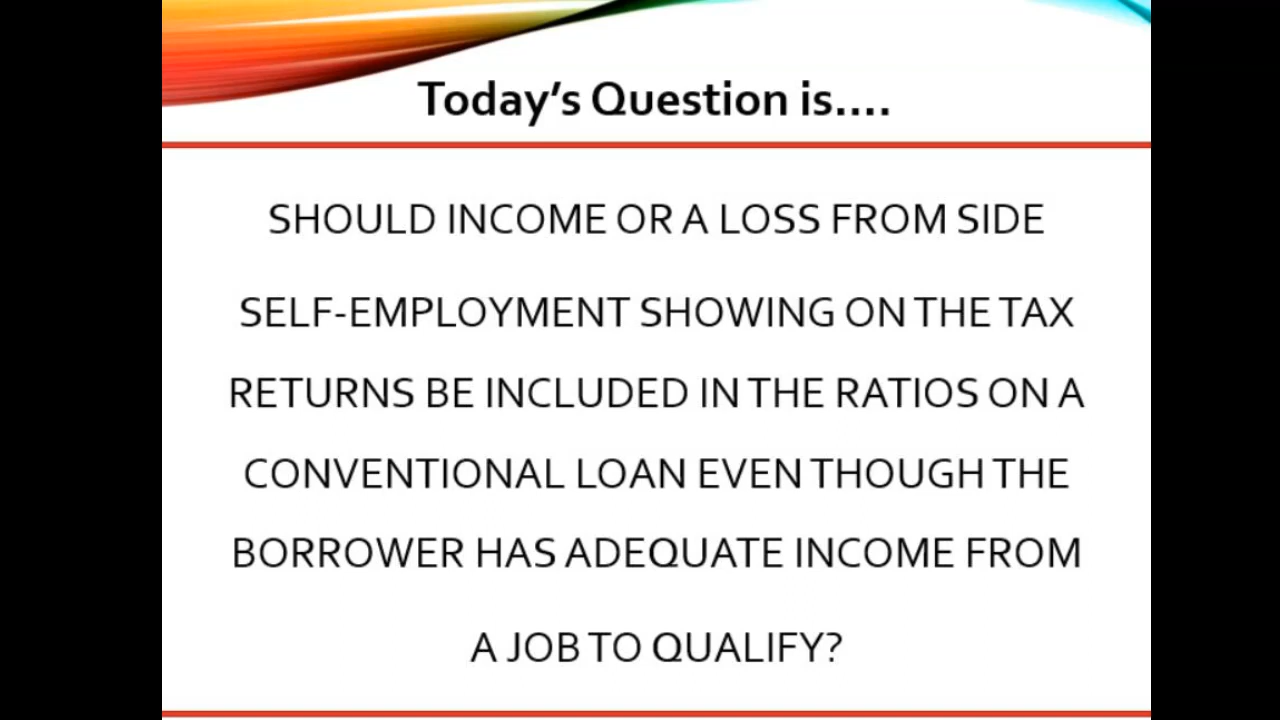 Today's Question is....
SHOULD INCOME OR A LOSS FROM SIDE
SELF-EMPLOYMENT SHOWING ON THE TAX
RETURNS BE INCLUDED IN THE RATIOS ON A
CONVENTIONAL LOAN EVEN THOUGH THE
BORROWER HAS ADEQUATE INCOME FROM
A JOB TO QUALIFY?